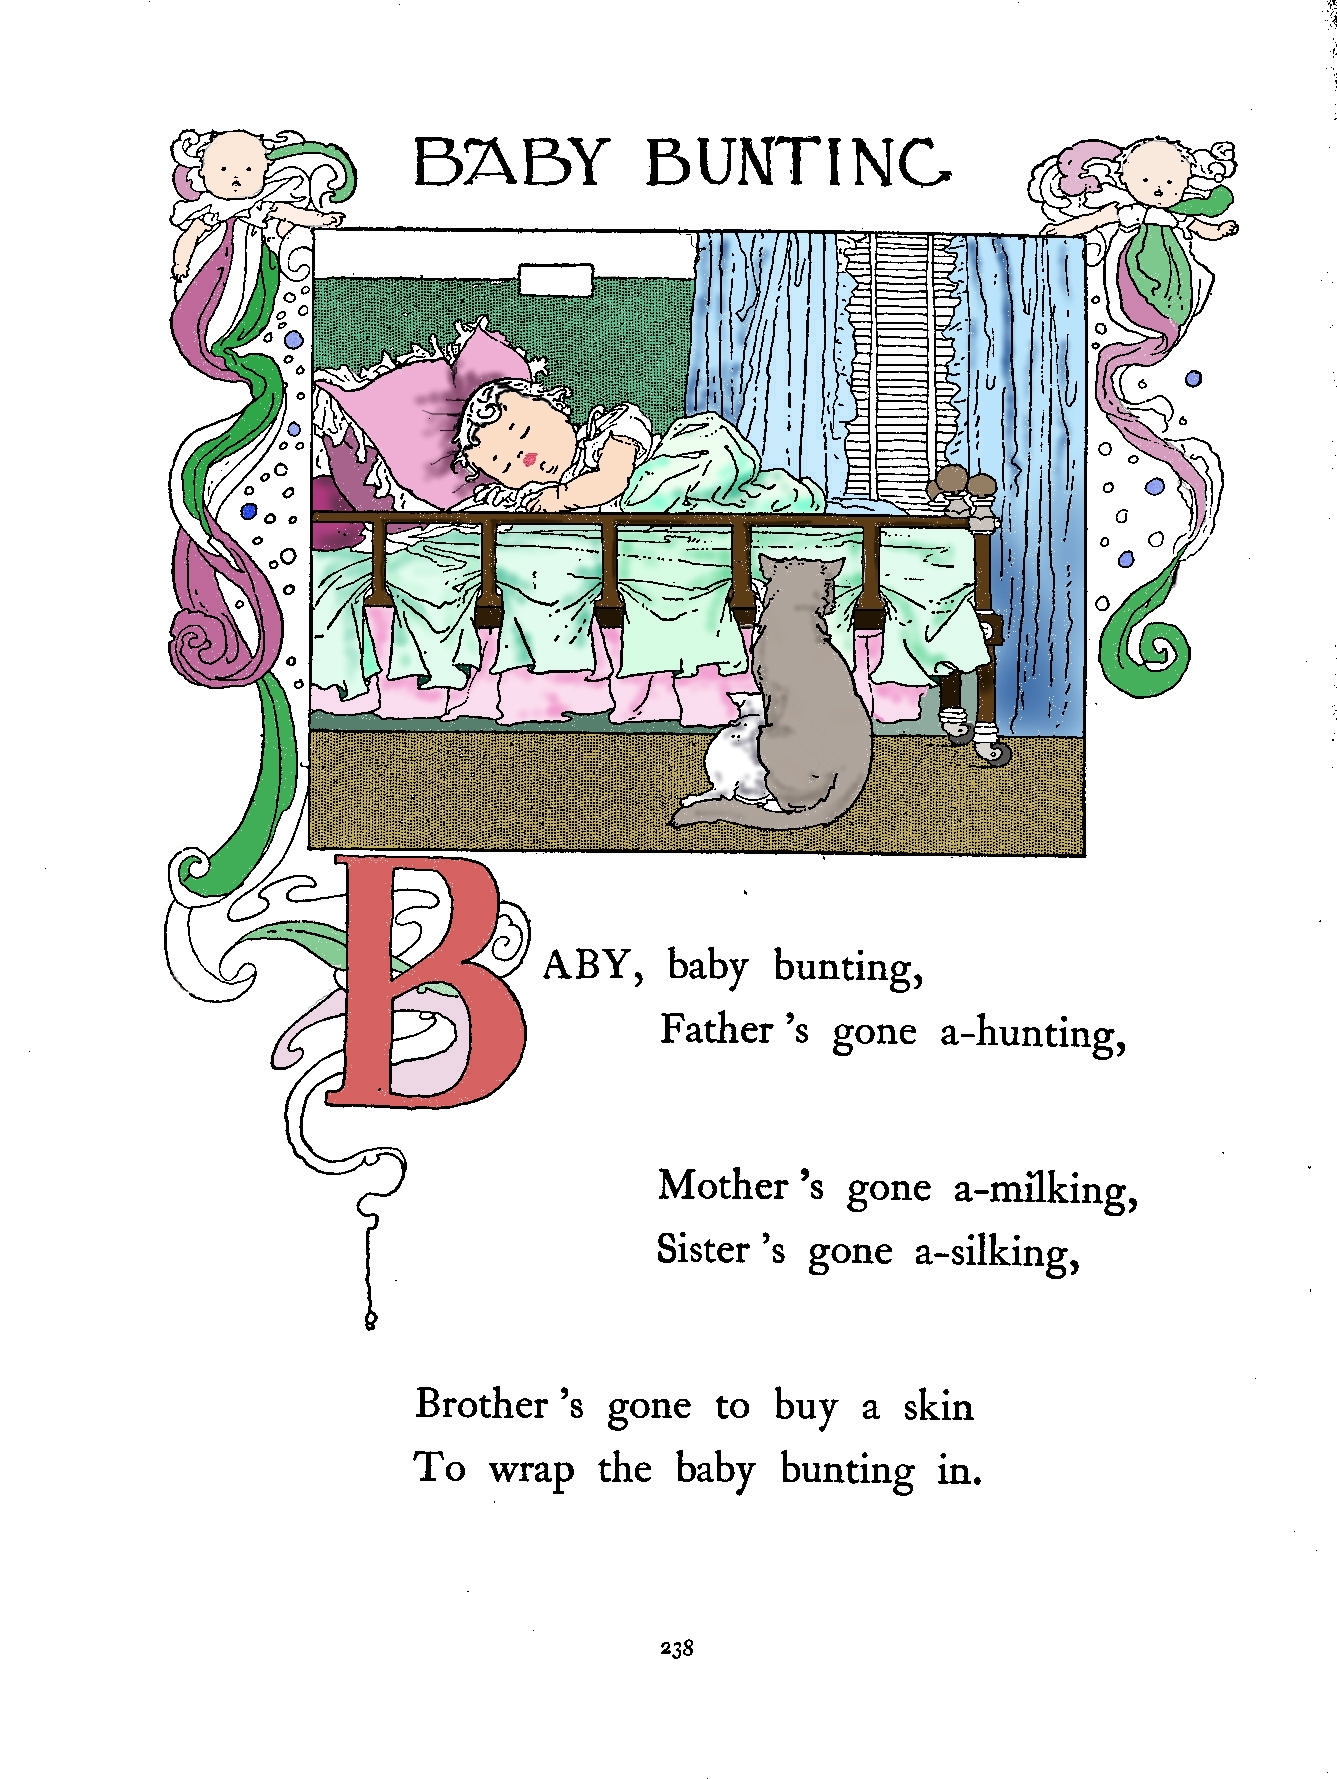 BABY BUNTING
BABY, baby bunting,
Father 's gone a-hunting,
Mother 's gone a-milking,
Sister 's gone a-silking,
Brother 's gone to buy a skin
To wrap the baby bunting in.
238